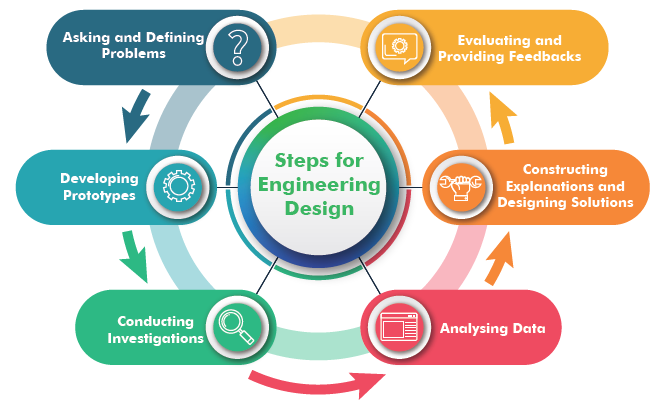 Asking and Defining
Problems
Evaluating and
Providing Feedbacks
Developing
Prototypes
Steps for
Engineering
Design
Constructing
Explanations and
Designing Solutions
Conducting
Investigations
Analysing Data